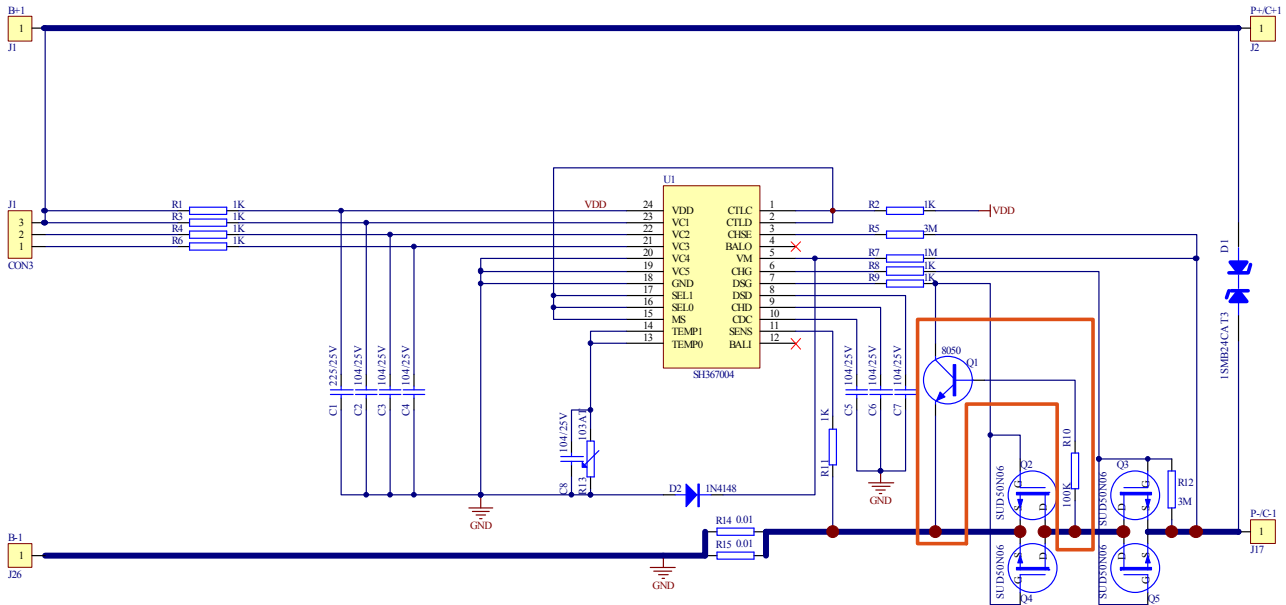 B+1
1
J1
P+/C+1
1
J2
U1
J1
3
2
1
CON3
R1 1K
R3 1K
R4 1K
R6 1K
VDD
24 VDD CTLC 1
23 VC1 CTLD 2
22 VC2 CHSE 3
21 VC3 BALO 4
20 VC4 VM 5
19 VC5 CHG 6
18 GND DSG 7
17 SEL1 DSD 8
16 SEL0 CHD 9
15 MS CDC 10
14 TEMP1 SENS 11
13 TEMP0 BALI 12
SH367004
R2 1K
VDD
R5 3M
R7 1M
R8 1K
R9 1K
D1
1SMB24CAT3
C1 225/25V
C2 104/25V
C3 104/25V
C4 104/25V
C8 104/25V
R13 103AT
R11 1K
C5 104/25V
C6 104/25V
C7 104/25V
8050
Q1
R10
100K
Q2
SUD50N06
G
S
D
Q3
SUD50N06
G
S
D
R12
3M
D2 1N4148
GND
GND
R14 0.01
R15 0.01
GND
B-1
1
J26
P-/C-1
1
J17
SUD50N06
S
D
G
Q4
SUD50N06
D
S
G
Q5